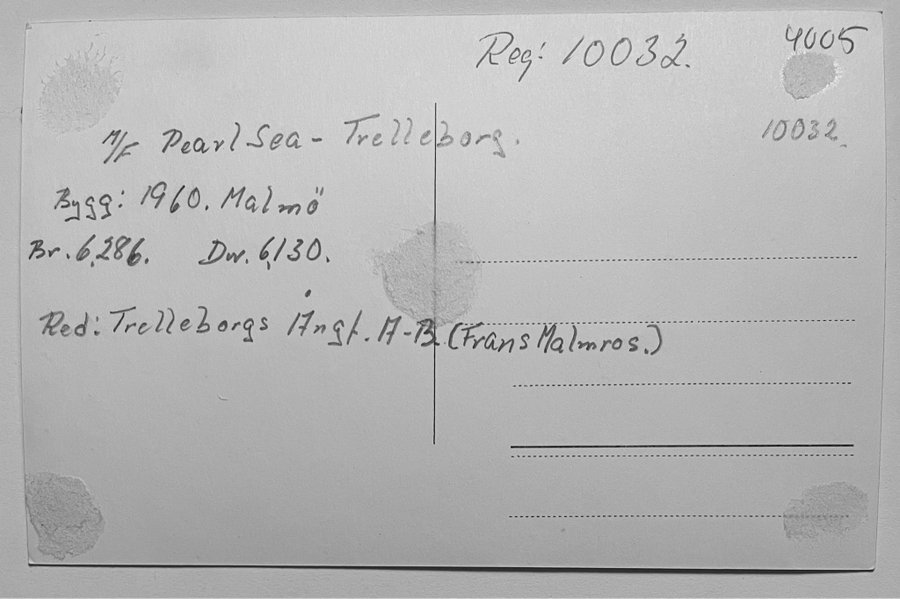 4005
Reg: 10032.
10032.
M/F Pearl Sea - Trelleborg.
Bygg: 1960. Malmö
Br. 6,286. Dw. 6,130.
Red: Trelleborgs Ångf. A-B. (Frans Malmros.)